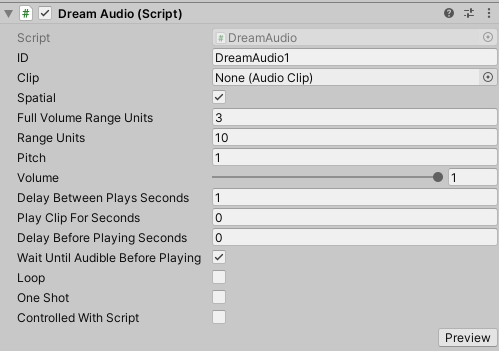 Dream Audio (Script)
Script DreamAudio
ID DreamAudio1
Clip None (Audio Clip)
Spatial
Full Volume Range Units 3
Range Units 10
Pitch 1
Volume 1
Delay Between Plays Seconds 1
Play Clip For Seconds 0
Delay Before Playing Seconds 0
Wait Until Audible Before Playing
Loop
One Shot
Controlled With Script
Preview